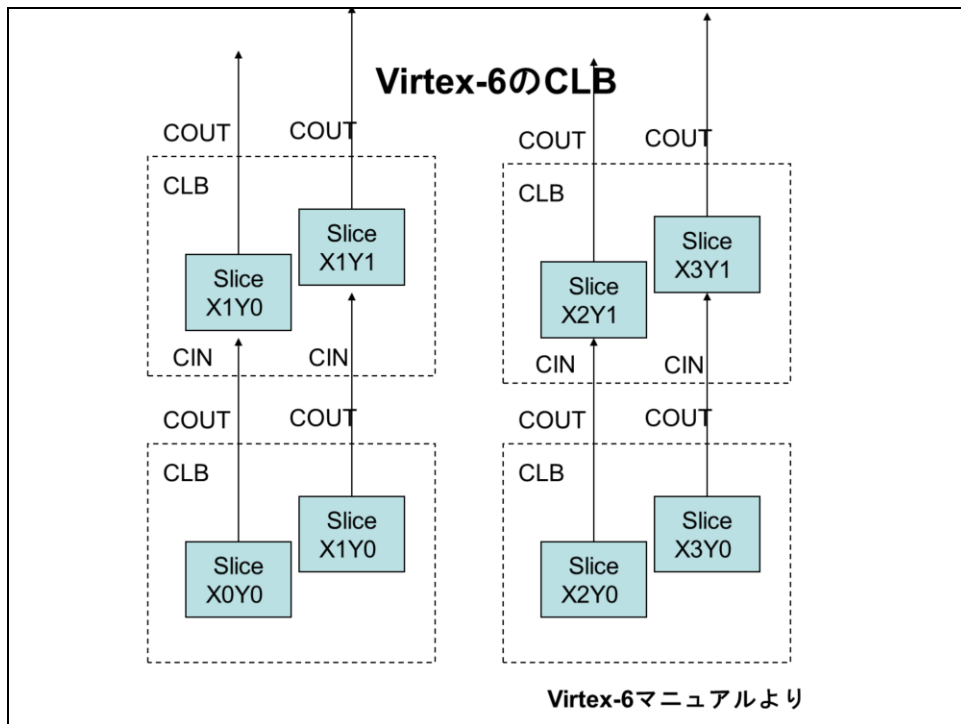 Virtex-6のCLB
COUT
COUT
COUT
COUT
CLB
CLB
Slice
X1Y0
Slice
X1Y1
Slice
X2Y1
Slice
X3Y1
CIN
CIN
CIN
CIN
COUT
COUT
COUT
COUT
CLB
CLB
Slice
X0Y0
Slice
X1Y0
Slice
X2Y0
Slice
X3Y0
Virtex-6マニュアルより